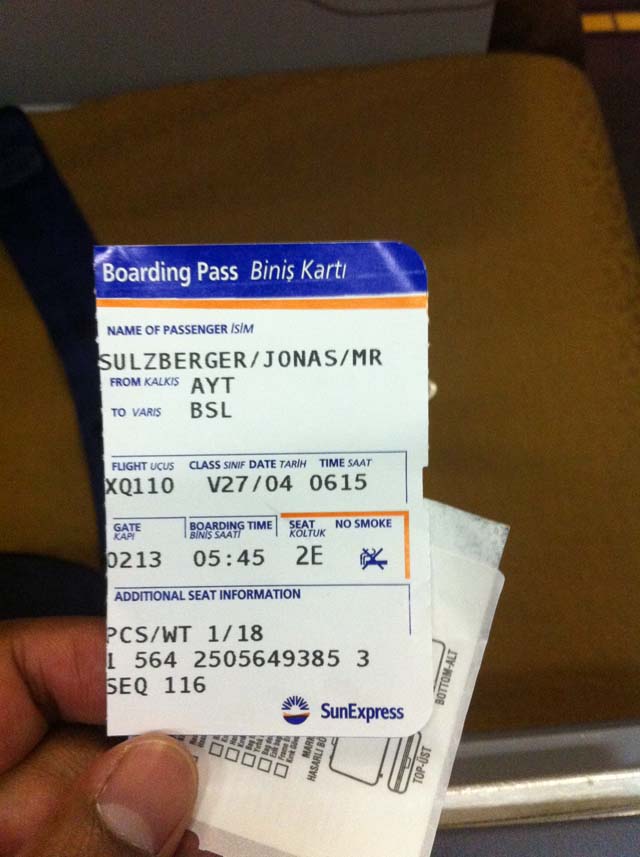 Boarding Pass Biniş Kartı
NAME OF PASSENGER İSİM
SULZBERGER/JONAS/MR
FROM KALKIS AYT
TO VARIS BSL
FLIGHT UCUS CLASS SINIF DATE TARİH TIME SAAT
XQ110 V27/04 0615
GATE BOARDING TIME SEAT NO SMOKE
KAPI BİNİS SAATİ KOLTUK
0213 05:45 2E
ADDITIONAL SEAT INFORMATION
PCS/WT 1/18
1 564 2505649385 3
SEQ 116
SunExpress
BOTTOM-ALT
TOP-ÜST